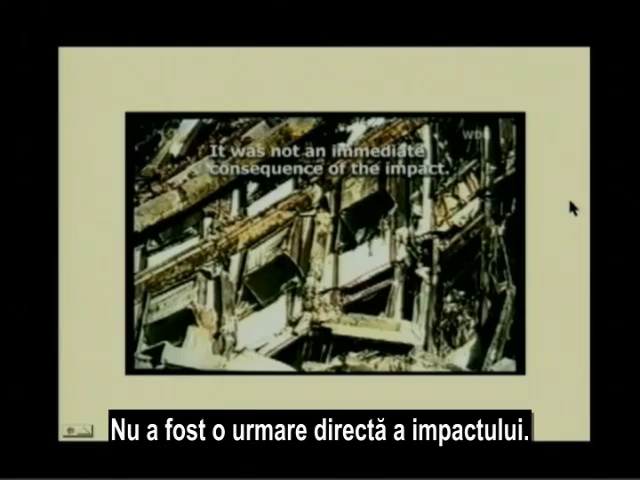 It was not an immediate
consequence of the impact.
Nu a fost o urmare directă a impactului.